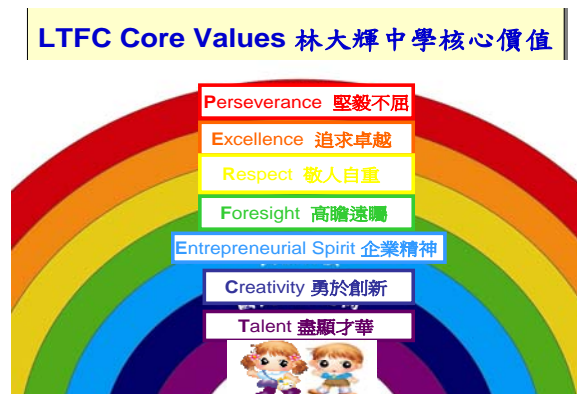 LTFC Core Values 林大輝中學核心價值
Perseverance 堅毅不屈
Excellence 追求卓越
Respect 敬人自重
Foresight 高瞻遠矚
Entrepreneurial Spirit 企業精神
Creativity 勇於創新
Talent 盡顯才華